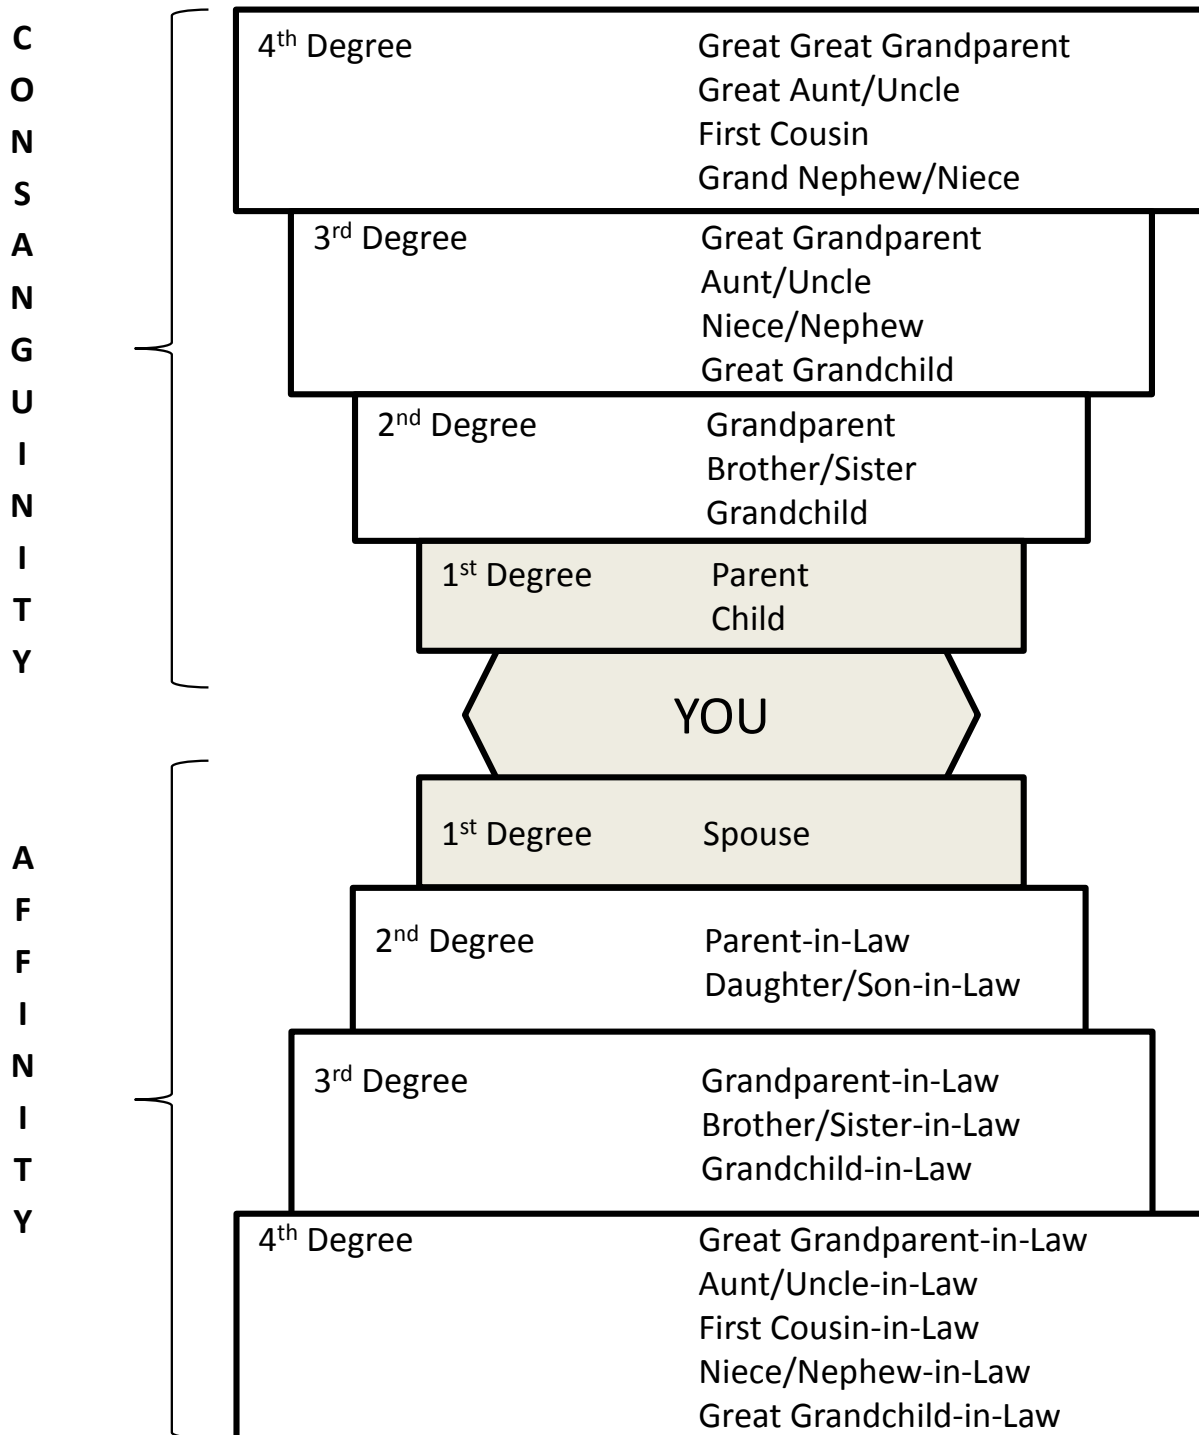 CONSANGUINITY
4th Degree Great Great Grandparent
Great Aunt/Uncle
First Cousin
Grand Nephew/Niece
3rd Degree Great Grandparent
Aunt/Uncle
Niece/Nephew
Great Grandchild
2nd Degree Grandparent
Brother/Sister
Grandchild
1st Degree Parent
Child
YOU
AFFINITY
1st Degree Spouse
2nd Degree Parent-in-Law
Daughter/Son-in-Law
3rd Degree Grandparent-in-Law
Brother/Sister-in-Law
Grandchild-in-Law
4th Degree Great Grandparent-in-Law
Aunt/Uncle-in-Law
First Cousin-in-Law
Niece/Nephew-in-Law
Great Grandchild-in-Law